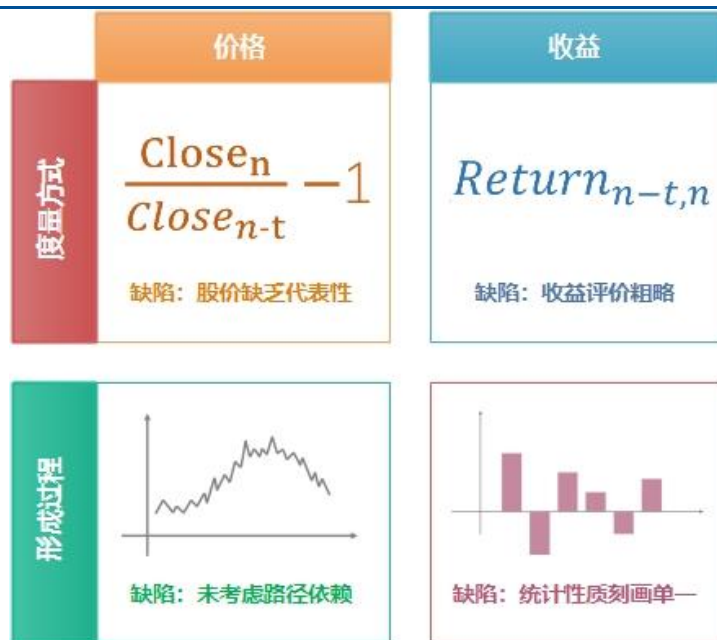 价格
收益
度量方式
Closeₙ
Closeₙ₋ₜ
−1
Returnₙ₋ₜ,ₙ
缺陷：股价缺乏代表性
缺陷：收益评价粗略
形成过程
缺陷：未考虑路径依赖
缺陷：统计性质刻画单一